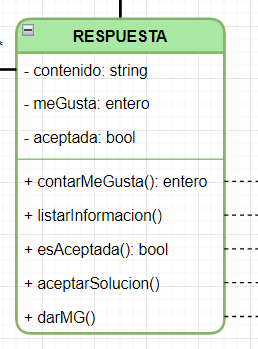 RESPUESTA
*
- contenido: string
- meGusta: entero
- aceptada: bool
+ contarMeGusta(): entero
+ listarInformacion()
+ esAceptada(): bool
+ aceptarSolucion()
+ darMG()